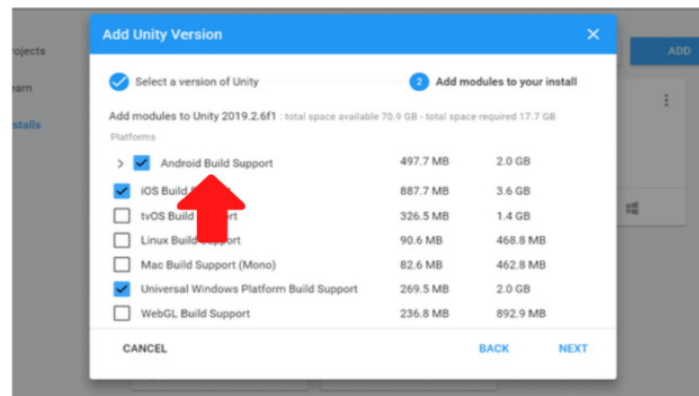 Add Unity Version
rojects
ADD
Select a version of Unity
2 Add modules to your install
earn
Add modules to Unity 2019.2.6f1 : total space available 70.9 GB - total space required 17.7 GB
stalls
Platforms
Android Build Support 497.7 MB 2.0 GB
iOS Build 887.7 MB 3.6 GB
tvOS Build rt 326.5 MB 1.4 GB
Linux Build port 90.6 MB 468.8 MB
Mac Build Support (Mono) 82.6 MB 462.8 MB
Universal Windows Platform Build Support 269.5 MB 2.0 GB
WebGL Build Support 236.8 MB 892.9 MB
CANCEL BACK NEXT